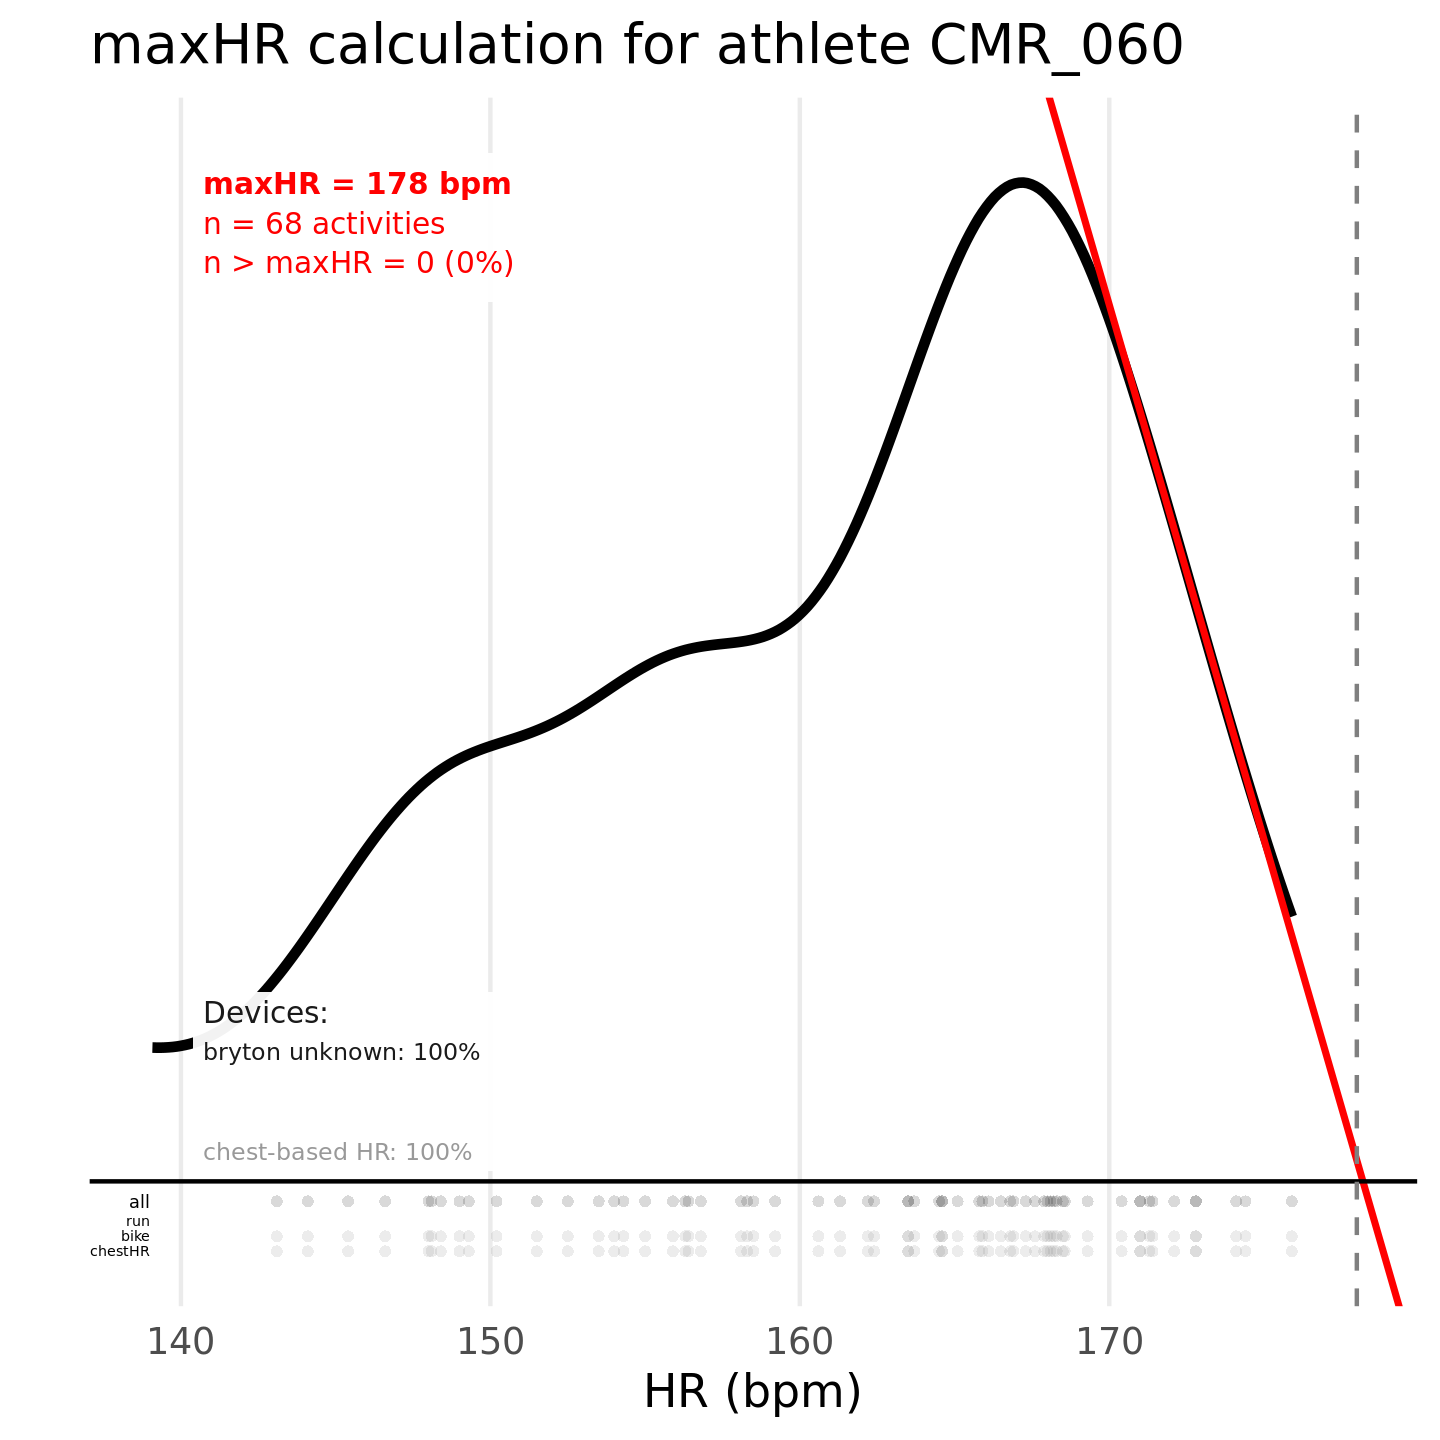 maxHR calculation for athlete CMR_060
maxHR = 178 bpm
n = 68 activities
n > maxHR = 0 (0%)
Devices:
bryton unknown: 100%
chest-based HR: 100%
all
run
bike
chestHR
140 150 160 170
HR (bpm)